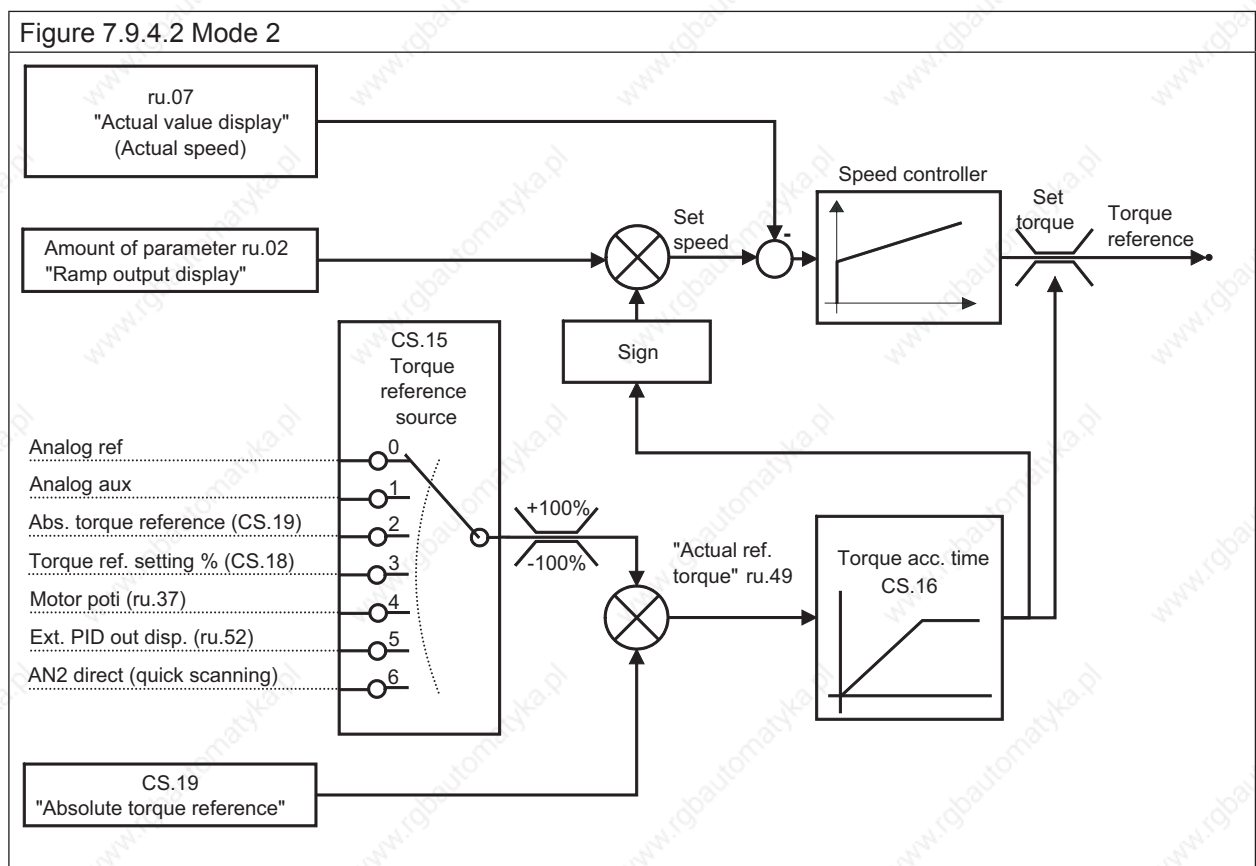 Figure 7.9.4.2 Mode 2
ru.07
"Actual value display"
(Actual speed)
Amount of parameter ru.02
"Ramp output display"
Set
speed
-
Speed controller
Set
torque
Torque
reference
Sign
CS.15
Torque
reference
source
Analog ref
0
Analog aux
1
Abs. torque reference (CS.19)
2
Torque ref. setting % (CS.18)
3
Motor poti (ru.37)
4
Ext. PID out disp. (ru.52)
5
AN2 direct (quick scanning)
6
+100%
-100%
"Actual ref.
torque" ru.49
Torque acc. time
CS.16
CS.19
"Absolute torque reference"
www.rgbautomatyka.pl